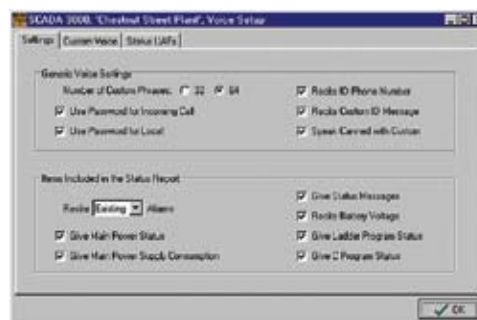 SCADA 3000, "Chestnut Street Plant", Voice Setup
Settings
Custom Voice
Status UAFs
Generic Voice Settings
Number of Custom Phrases: 32 64
Use Password for Incoming Call
Use Password for Local
Recite ID Phone Number
Recite Custom ID Message
Speak Canned with Custom
Items Included in the Status Report
Recite Existing Alarms
Give Main Power Status
Give Main Power Supply Consumption
Give Status Messages
Recite Battery Voltage
Give Ladder Program Status
Give C Program Status
OK